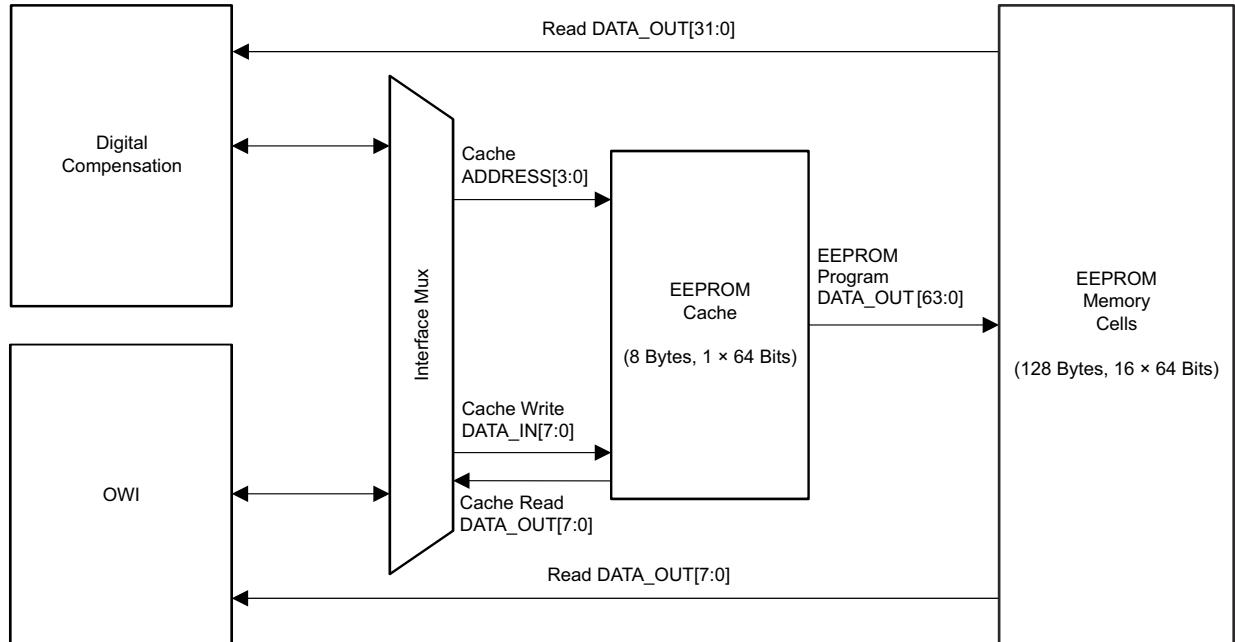 Read DATA_OUT[31:0]
Digital
Compensation
Cache
ADDRESS[3:0]
Interface Mux
EEPROM
Cache
(8 Bytes, 1 × 64 Bits)
EEPROM
Program
DATA_OUT[63:0]
EEPROM
Memory
Cells
(128 Bytes, 16 × 64 Bits)
Cache Write
DATA_IN[7:0]
OWI
Cache Read
DATA_OUT[7:0]
Read DATA_OUT[7:0]